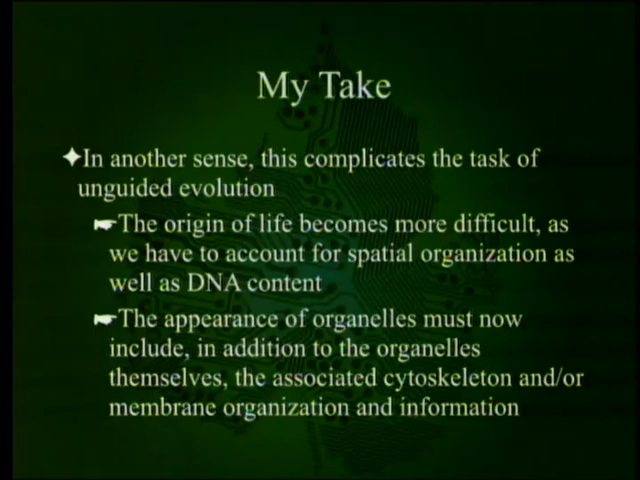 My Take
In another sense, this complicates the task of
unguided evolution
The origin of life becomes more difficult, as
we have to account for spatial organization as
well as DNA content
The appearance of organelles must now
include, in addition to the organelles
themselves, the associated cytoskeleton and/or
membrane organization and information